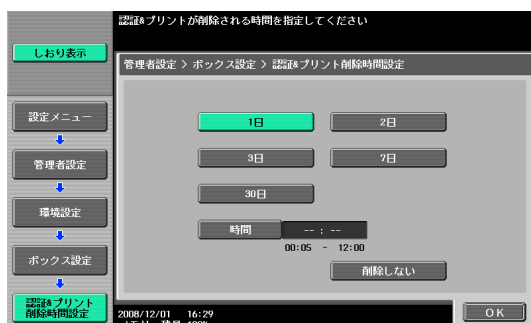 認証&プリントが削除される時間を指定してください
しおり表示
管理者設定 > ボックス設定 > 認証&プリント削除時間設定
設定メニュー
管理者設定
環境設定
ボックス設定
認証&プリント
削除時間設定
1日
2日
3日
7日
30日
時間
-- : --
00:05 - 12:00
削除しない
2008/12/01 16:29
OK